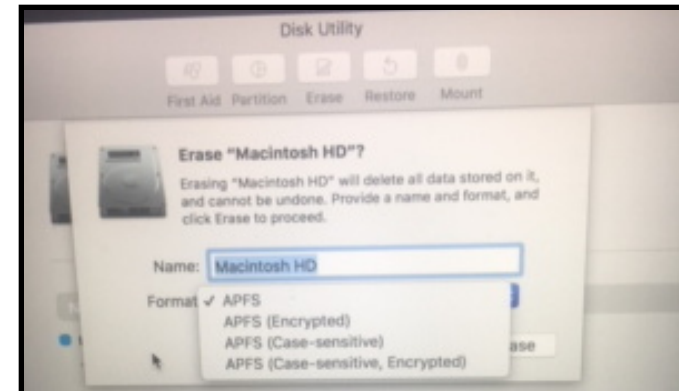 Disk Utility
First Aid Partition Erase Restore Mount
Erase "Macintosh HD"?
Erasing "Macintosh HD" will delete all data stored on it,
and cannot be undone. Provide a name and format, and
click Erase to proceed.
Name: Macintosh HD
Format ✓ APFS
APFS (Encrypted)
APFS (Case-sensitive)
ase
APFS (Case-sensitive, Encrypted)